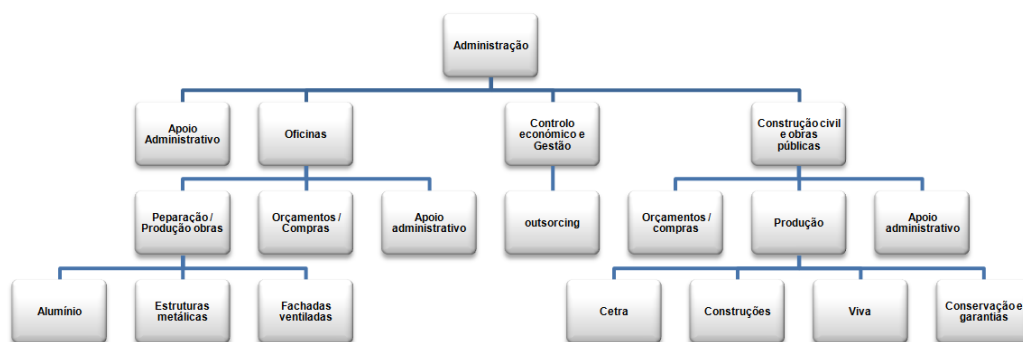 Administração
Apoio
Administrativo
Oficinas
Controlo
económico e
Gestão
Construção civil
e obras
públicas
Peparação /
Produção obras
Orçamentos /
Compras
Apoio
administrativo
outsorcing
Orçamentos /
compras
Produção
Apoio
administrativo
Alumínio
Estruturas
metálicas
Fachadas
ventiladas
Cetra
Construções
Viva
Conservação e
garantias